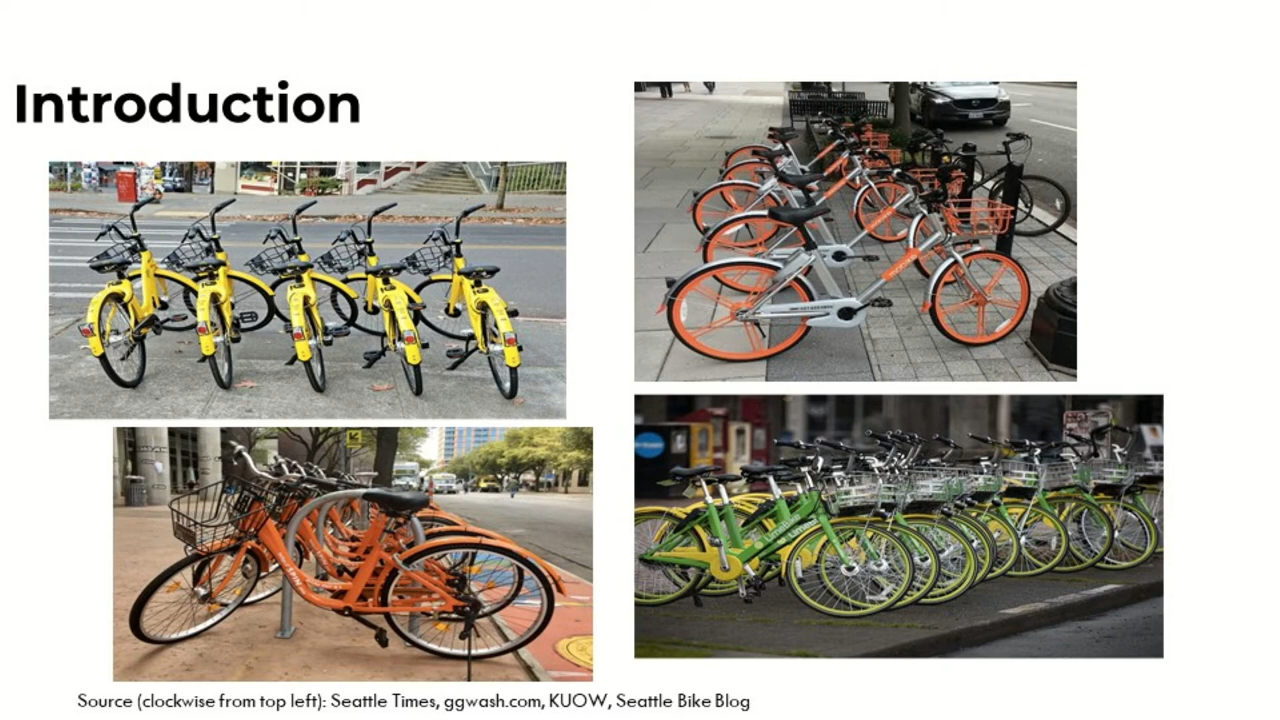 Introduction
Source (clockwise from top left): Seattle Times, ggwash.com, KUOW, Seattle Bike Blog